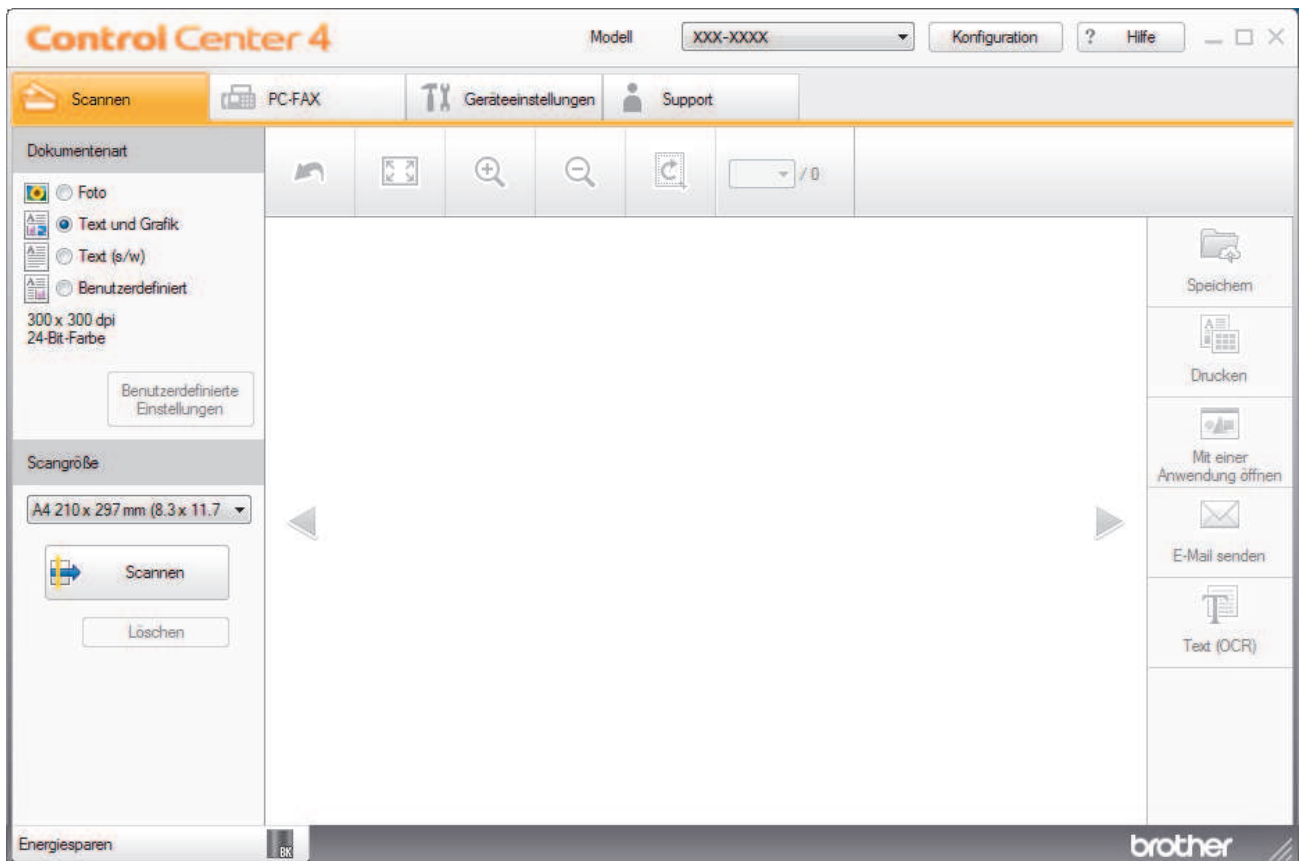 Control Center 4
Modell
XXX-XXXX
Konfiguration
? Hilfe
Scannen
PC-FAX
Geräteeinstellungen
Support
Dokumentenart
/ 0
Foto
Text und Grafik
Text (s/w)
Benutzerdefiniert
300 x 300 dpi
24-Bit-Farbe
Benutzerdefinierte
Einstellungen
Scangröße
A4 210 x 297 mm (8.3 x 11.7
Scannen
Löschen
Speichern
Drucken
Mit einer
Anwendung öffnen
E-Mail senden
Text (OCR)
Energiesparen
BK
brother